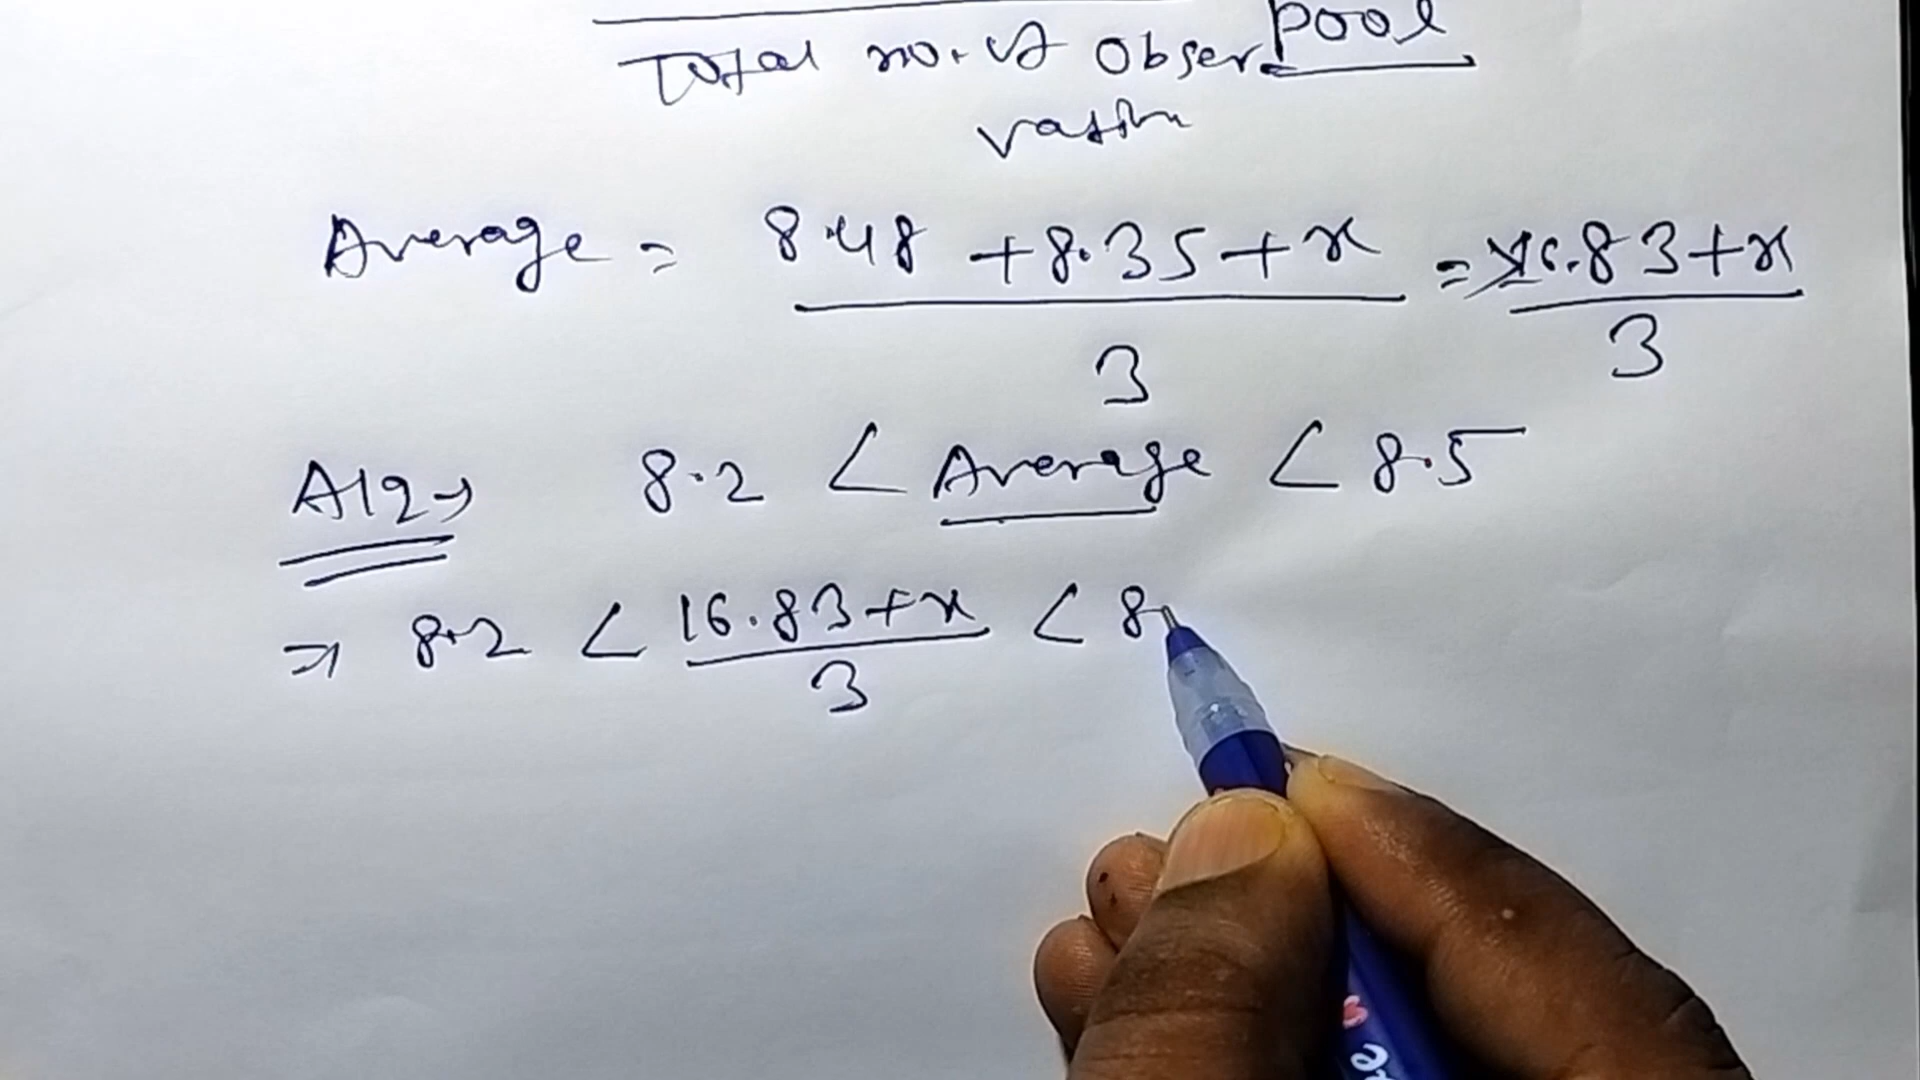 Total no. of Obser Pool
vation
Average = 8.48 + 8.35 + x = 16.83 + x
3 3
A/q → 8.2 < Average < 8.5
⇒ 8.2 < 16.83 + x < 8.
3